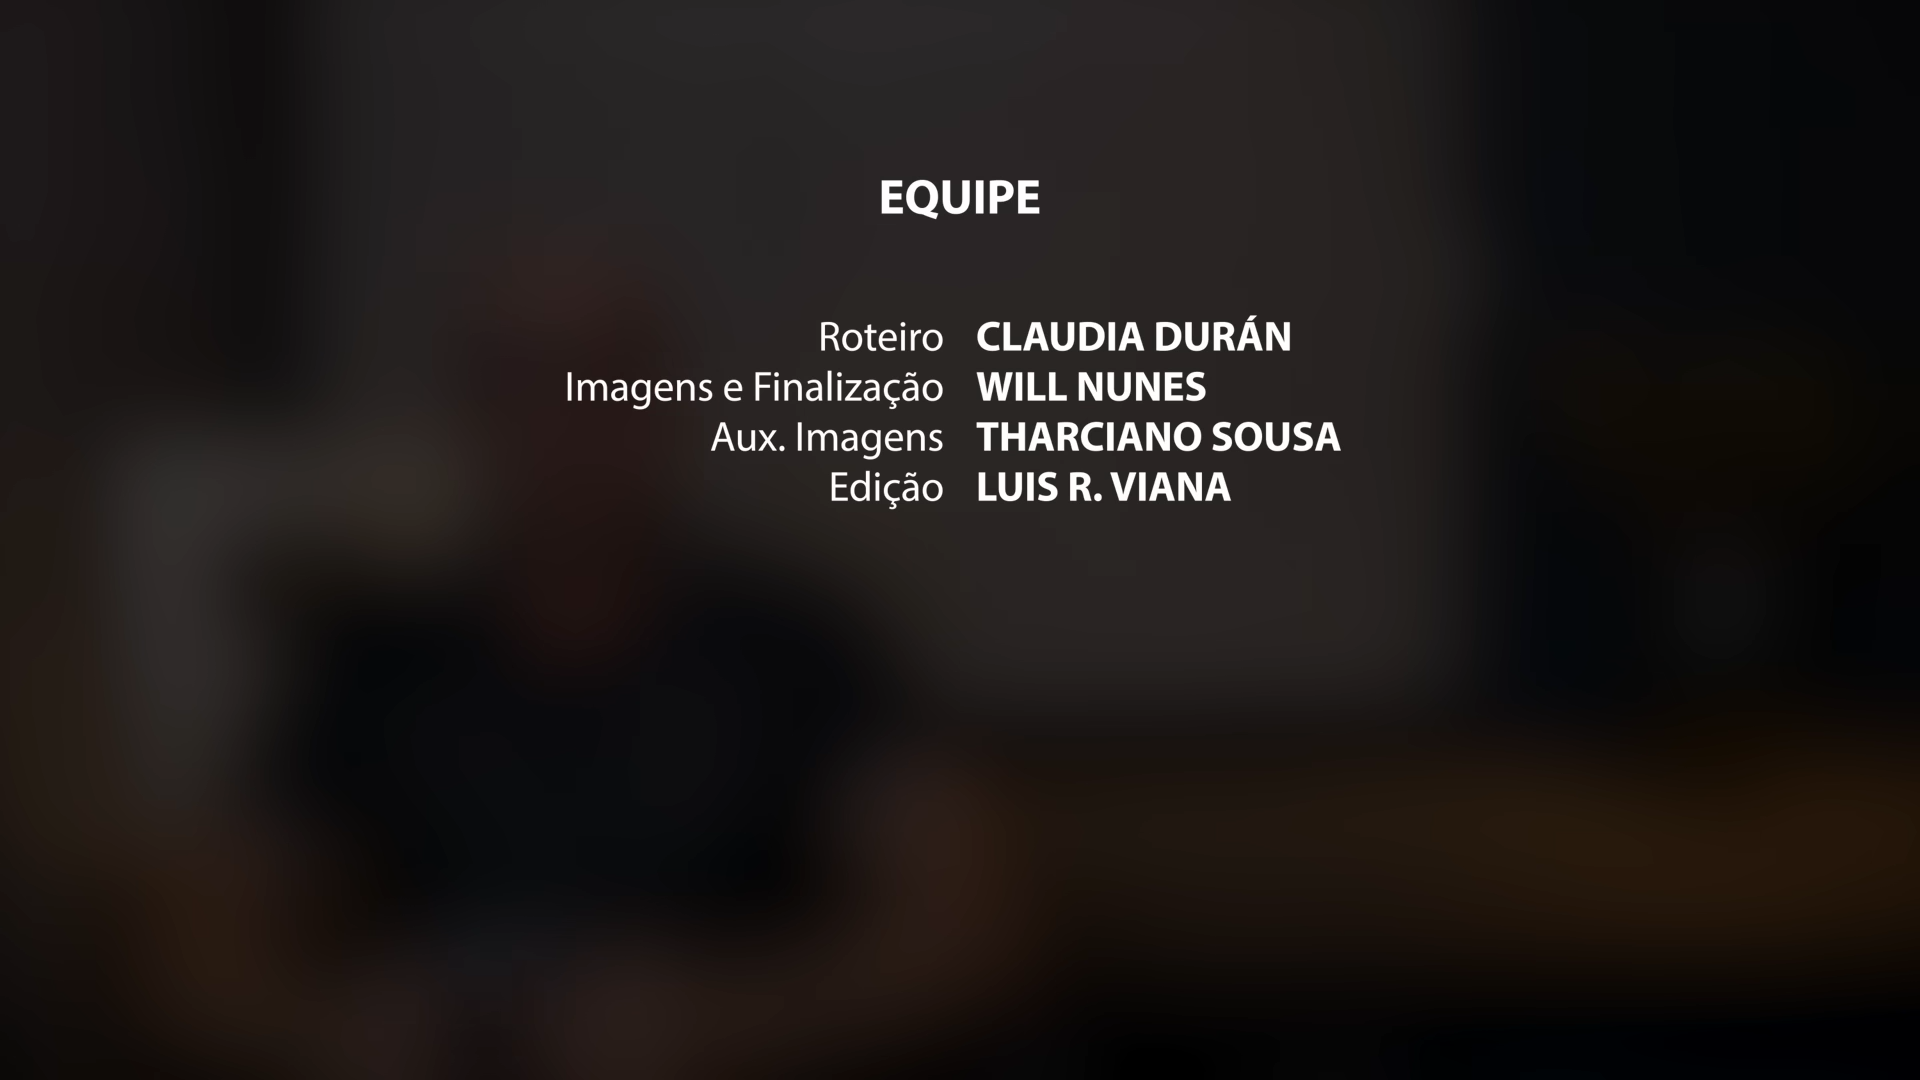 EQUIPE
Roteiro CLAUDIA DURÁN
Imagens e Finalização WILL NUNES
Aux. Imagens THARCIANO SOUSA
Edição LUIS R. VIANA